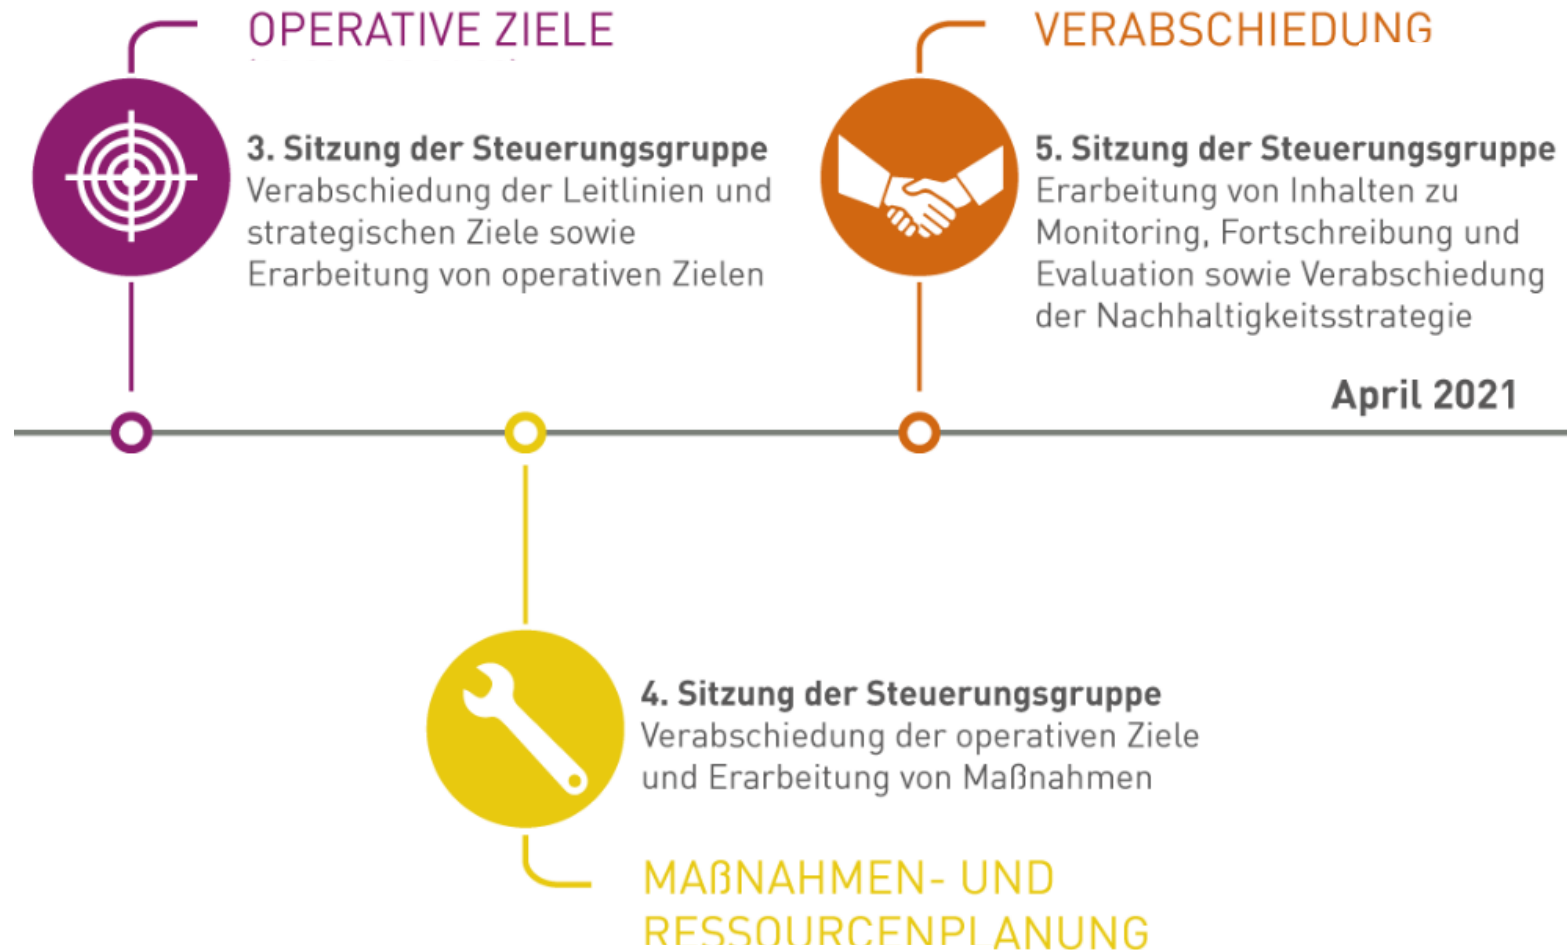 OPERATIVE ZIELE
3. Sitzung der Steuerungsgruppe
Verabschiedung der Leitlinien und
strategischen Ziele sowie
Erarbeitung von operativen Zielen
VERABSCHIEDUNG
5. Sitzung der Steuerungsgruppe
Erarbeitung von Inhalten zu
Monitoring, Fortschreibung und
Evaluation sowie Verabschiedung
der Nachhaltigkeitsstrategie
April 2021
4. Sitzung der Steuerungsgruppe
Verabschiedung der operativen Ziele
und Erarbeitung von Maßnahmen
MAßNAHMEN- UND
RESSOURCENPLANUNG